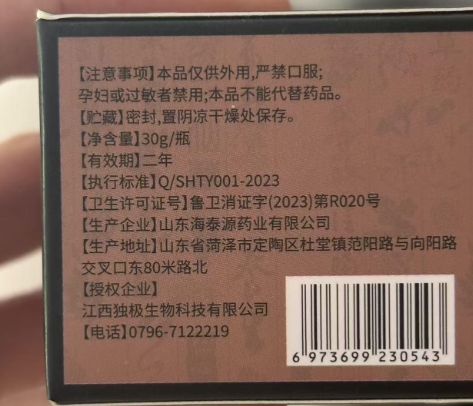 【注意事项】本品仅供外用,严禁口服;
孕妇或过敏者禁用;本品不能代替药品。
【贮藏】密封,置阴凉干燥处保存。
【净含量】30g/瓶
【有效期】二年
【执行标准】Q/SHTY001-2023
【卫生许可证号】鲁卫消证字(2023)第R020号
【生产企业】山东海泰源药业有限公司
【生产地址】山东省菏泽市定陶区杜堂镇范阳路与向阳路
交叉口东80米路北
【授权企业】
江西独极生物科技有限公司
【电话】0796-7122219
6 973699 230543